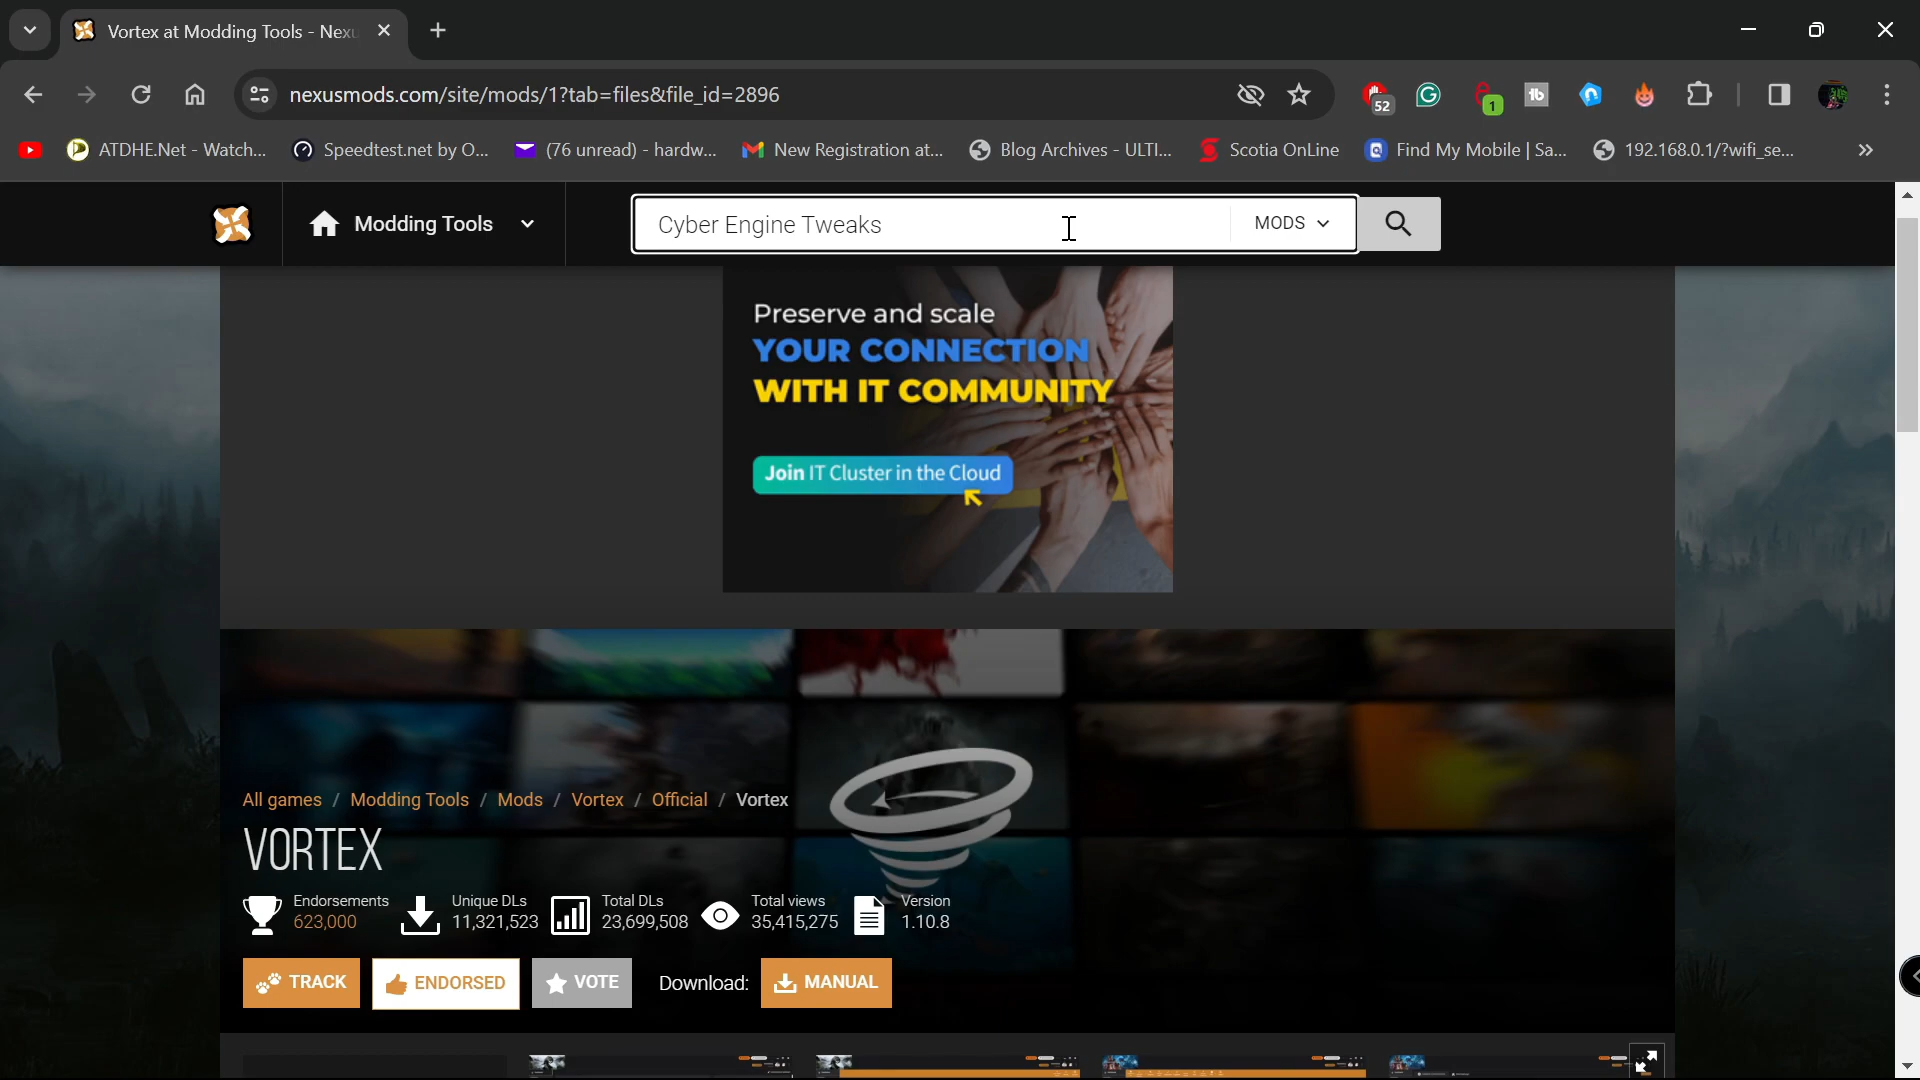 Vortex at Modding Tools - Nexu
nexusmods.com/site/mods/1?tab=files&file_id=2896
52
1
tb
ATDHE.Net - Watch...
Speedtest.net by O...
(76 unread) - hardw...
New Registration at...
Blog Archives - ULTI...
Scotia OnLine
Find My Mobile | Sa...
192.168.0.1/?wifi_se...
Modding Tools
Cyber Engine Tweaks
MODS
Preserve and scale
YOUR CONNECTION
WITH IT COMMUNITY
Join IT Cluster in the Cloud
All games / Modding Tools / Mods / Vortex / Official / Vortex
VORTEX
Endorsements
623,000
Unique DLs
11,321,523
Total DLs
23,699,508
Total views
35,415,275
Version
1.10.8
TRACK
ENDORSED
VOTE
Download:
MANUAL